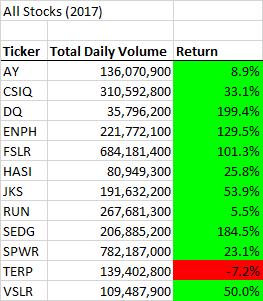 All Stocks (2017)
Ticker Total Daily Volume Return
AY 136,070,900 8.9%
CSIQ 310,592,800 33.1%
DQ 35,796,200 199.4%
ENPH 221,772,100 129.5%
FSLR 684,181,400 101.3%
HASI 80,949,300 25.8%
JKS 191,632,200 53.9%
RUN 267,681,300 5.5%
SEDG 206,885,200 184.5%
SPWR 782,187,000 23.1%
TERP 139,402,800 -7.2%
VSLR 109,487,900 50.0%